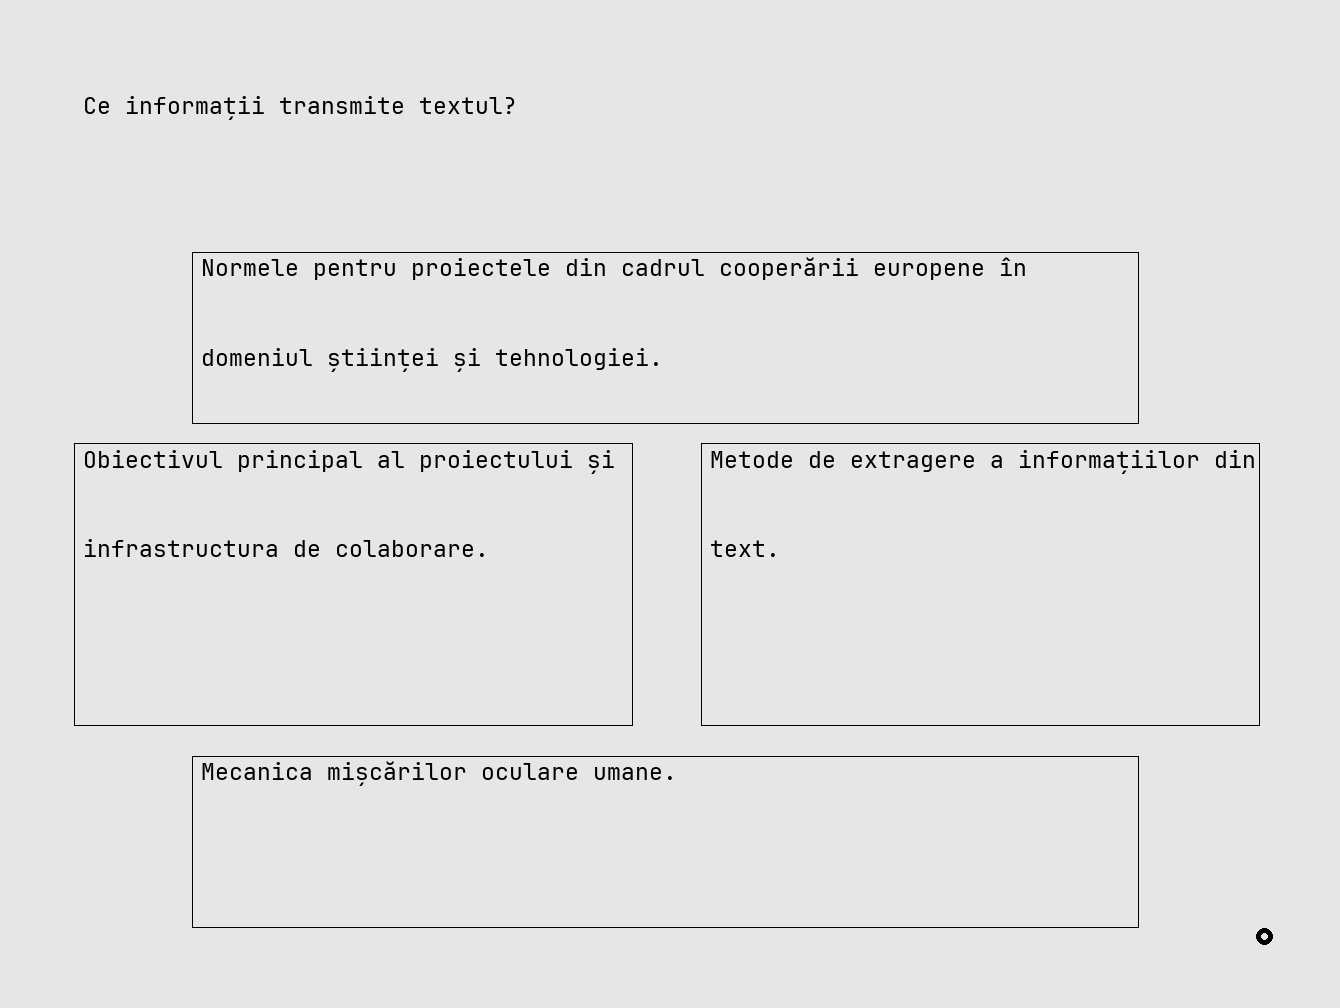 Ce informații transmite textul?
Normele pentru proiectele din cadrul cooperării europene în
domeniul științei și tehnologiei.
Obiectivul principal al proiectului și
infrastructura de colaborare.
Metode de extragere a informațiilor din
text.
Mecanica mișcărilor oculare umane.